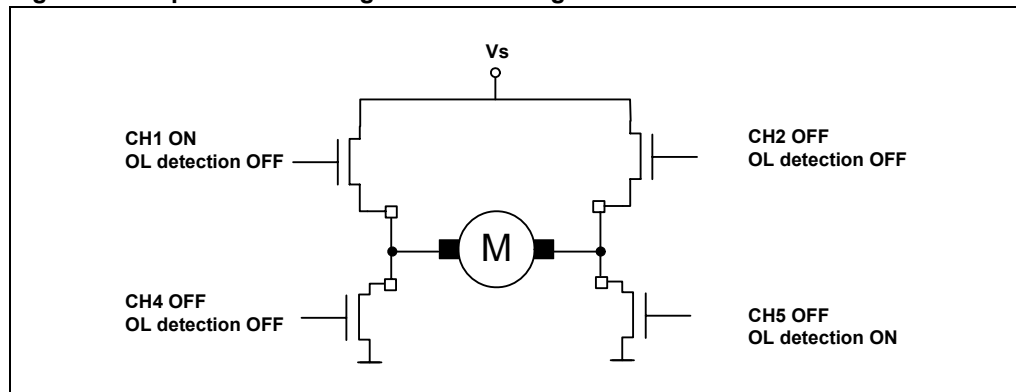 Vs
CH1 ON
OL detection OFF
CH2 OFF
OL detection OFF
M
CH4 OFF
OL detection OFF
CH5 OFF
OL detection ON